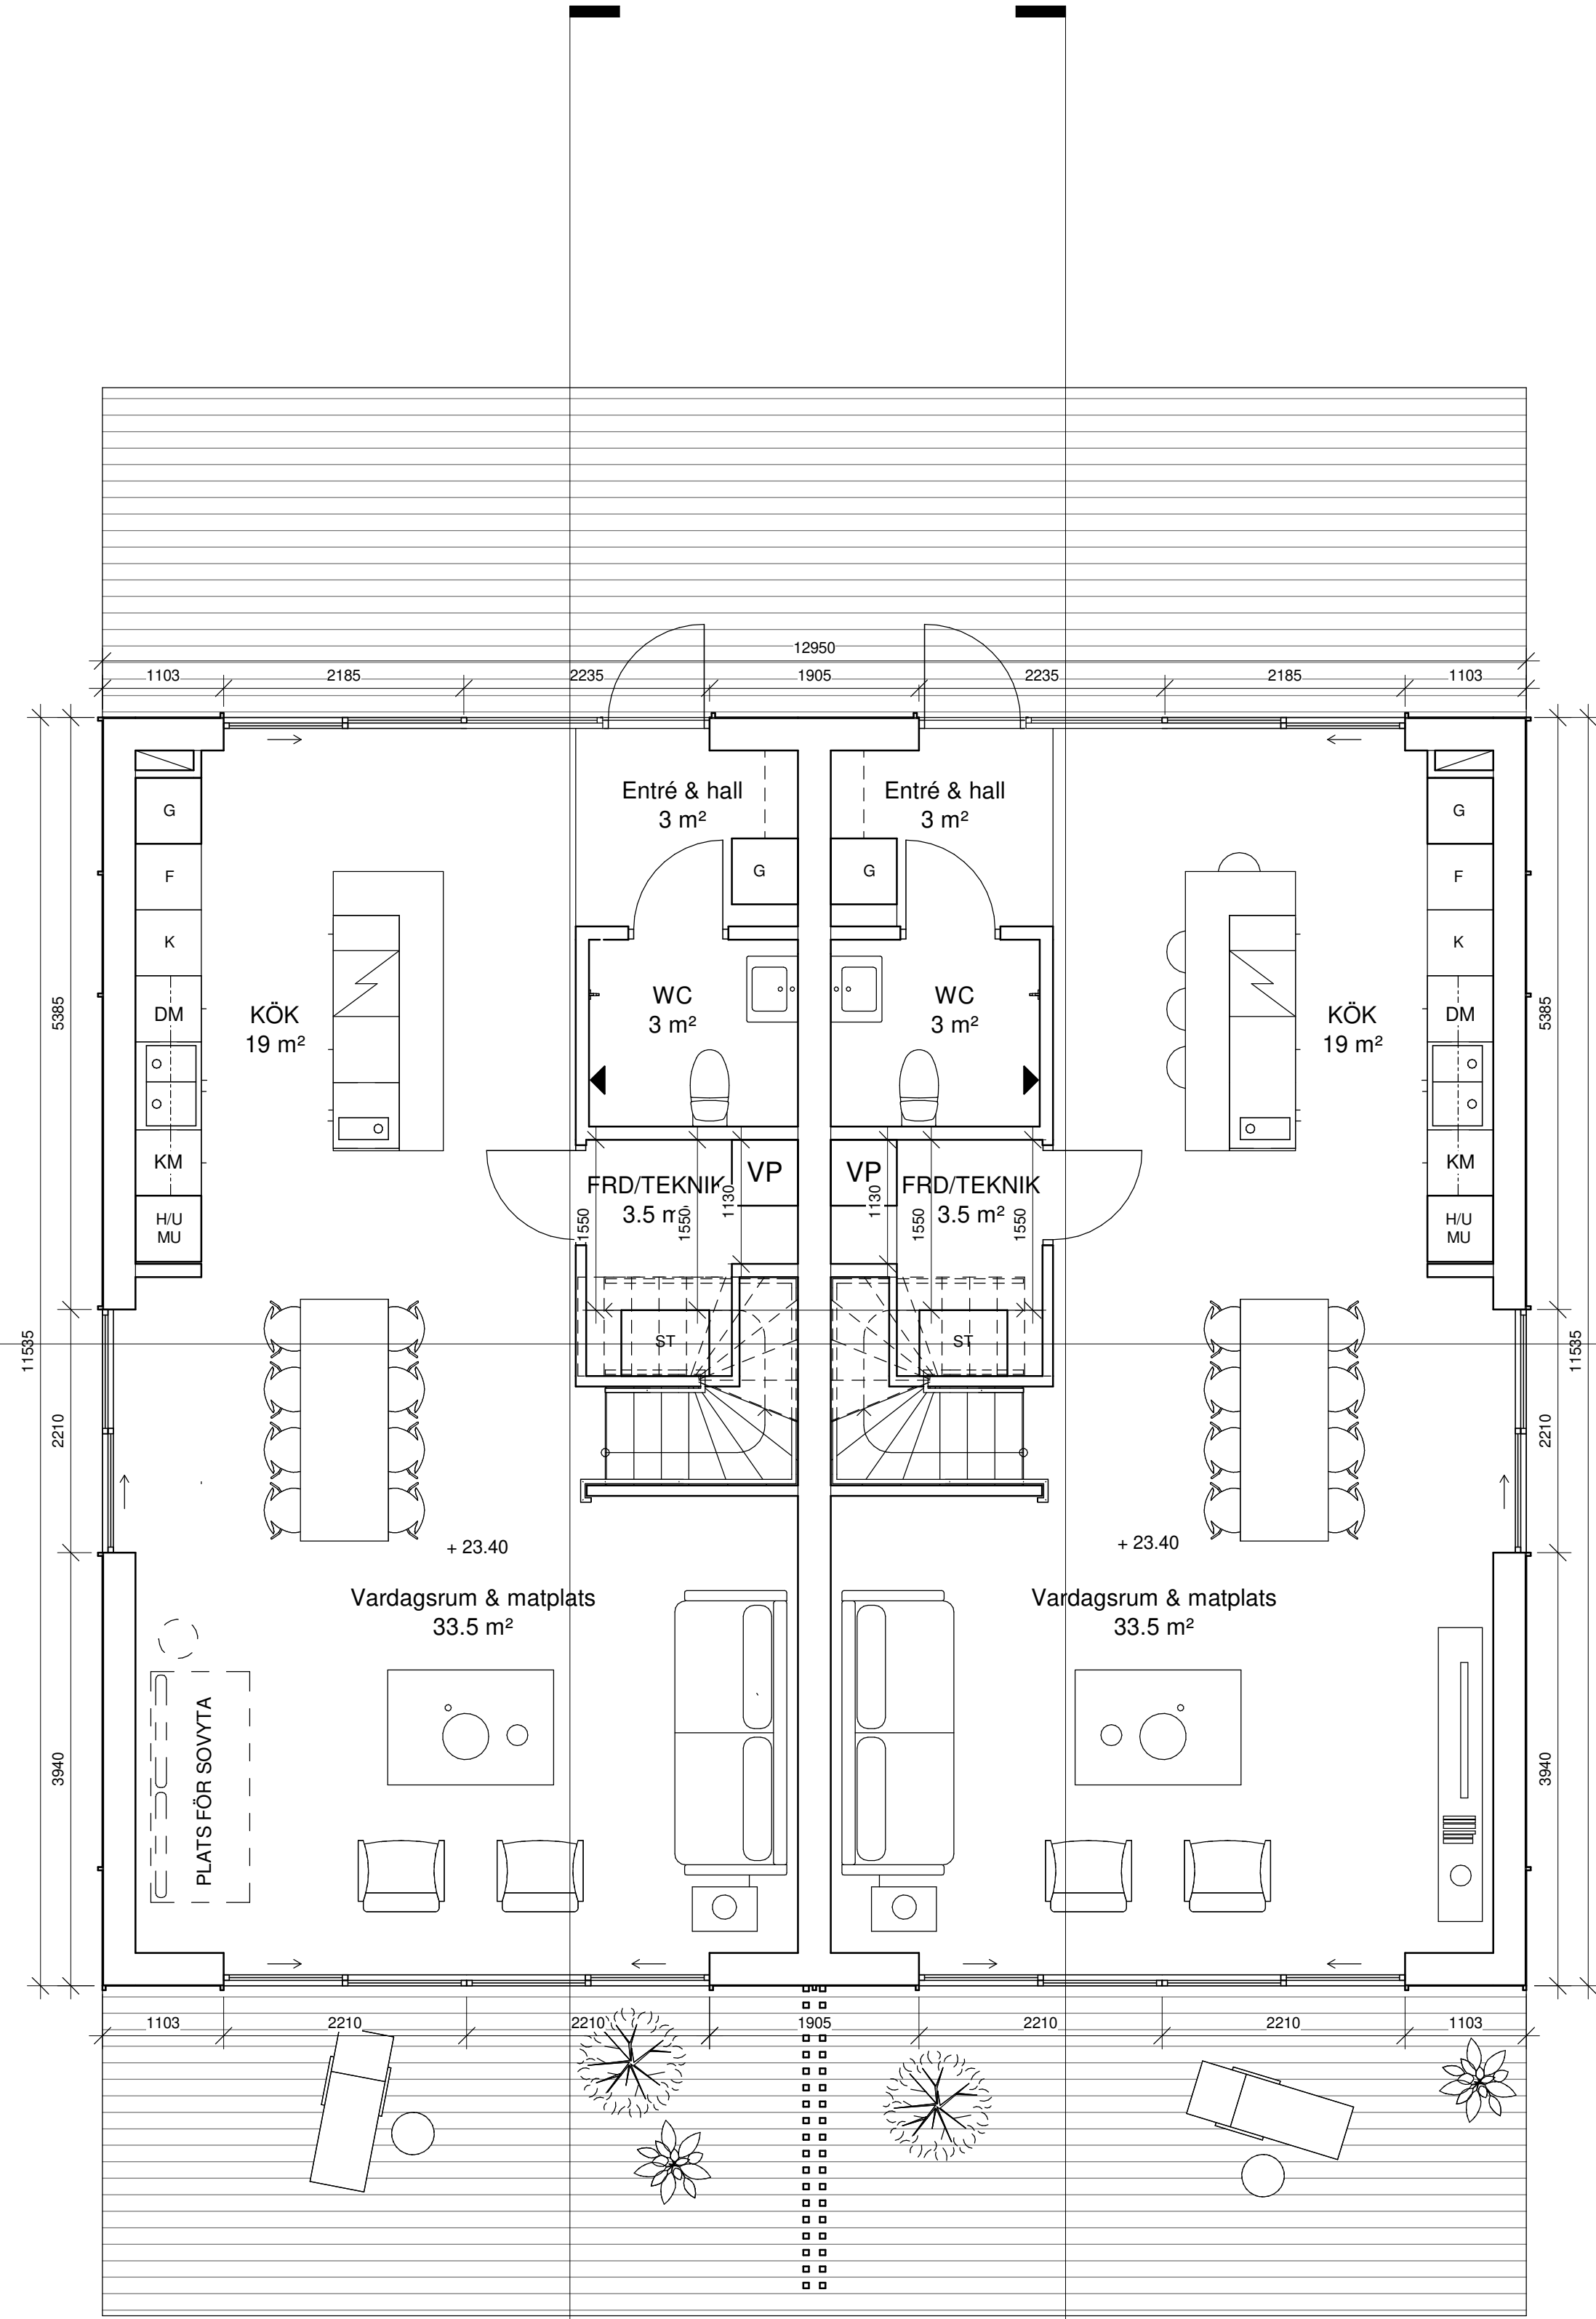 12950
1103 2185 2235 1905 2235 2185 1103
Entré & hall
3 m²
Entré & hall
3 m²
G
G
G
G
F
F
K
K
DM
DM
KÖK
19 m²
KÖK
19 m²
WC
3 m²
WC
3 m²
5385
5385
KM
KM
VP
VP
FRD/TEKNIK
3.5 m²
FRD/TEKNIK
3.5 m²
1550
1550
1130
1130
1550
1550
H/U
MU
H/U
MU
ST
ST
11535
11535
2210
2210
+ 23.40
+ 23.40
Vardagsrum & matplats
33.5 m²
Vardagsrum & matplats
33.5 m²
PLATS FÖR SOVYTA
3940
3940
1103 2210 2210 1905 2210 2210 1103